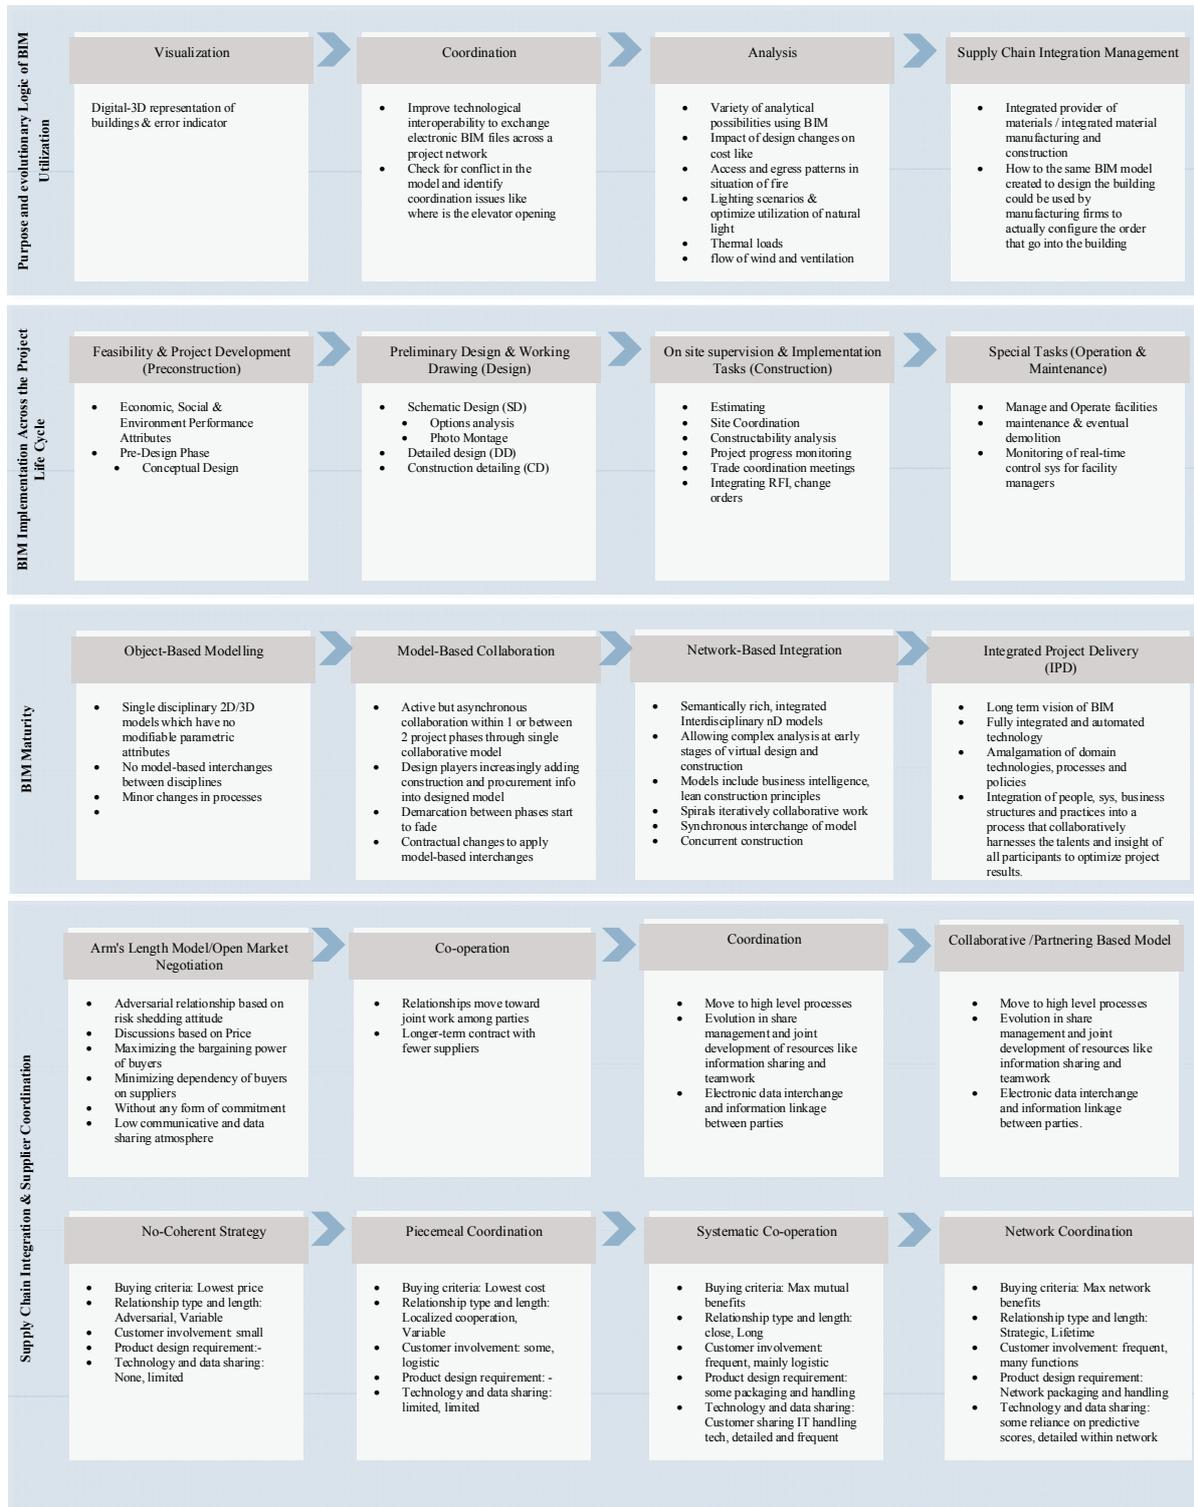 Purpose and evolutionary Logic of BIM
Utilization
Visualization
Digital-3D representation of
buildings & error indicator
Coordination
• Improve technological
interoperability to exchange
electronic BIM files across a
project network
• Check for conflict in the
model and identify
coordination issues like
where is the elevator opening
Analysis
• Variety of analytical
possibilities using BIM
• Impact of design changes on
cost like
• Access and egress patterns in
situation of fire
• Lighting scenarios &
optimize utilization of natural
light
• Thermal loads
• flow of wind and ventilation
Supply Chain Integration Management
• Integrated provider of
materials / integrated material
manufacturing and
construction
• How to the same BIM model
created to design the building
could be used by
manufacturing firms to
actually configure the order
that go into the building
BIM Implementation Across the Project
Life Cycle
Feasibility & Project Development
(Preconstruction)
• Economic, Social &
Environment Performance
Attributes
• Pre-Design Phase
• Conceptual Design
Preliminary Design & Working
Drawing (Design)
• Schematic Design (SD)
• Options analysis
• Photo Montage
• Detailed design (DD)
• Construction detailing (CD)
On site supervision & Implementation
Tasks (Construction)
• Estimating
• Site Coordination
• Constructability analysis
• Project progress monitoring
• Trade coordination meetings
• Integrating RFI, change
orders
Special Tasks (Operation &
Maintenance)
• Manage and Operate facilities
• maintenance & eventual
demolition
• Monitoring of real-time
control sys for facility
managers
BIM Maturity
Object-Based Modelling
• Single disciplinary 2D/3D
models which have no
modifiable parametric
attributes
• No model-based interchanges
between disciplines
• Minor changes in processes
•
Model-Based Collaboration
• Active but asynchronous
collaboration within 1 or between
2 project phases through single
collaborative model
• Design players increasingly adding
construction and procurement info
into designed model
• Demarcation between phases start
to fade
• Contractual changes to apply
model-based interchanges
Network-Based Integration
• Semantically rich, integrated
Interdisciplinary nD models
• Allowing complex analysis at early
stages of virtual design and
construction
• Models include business intelligence,
lean construction principles
• Spirals iteratively collaborative work
• Synchronous interchange of model
• Concurrent construction
Integrated Project Delivery
(IPD)
• Long term vision of BIM
• Fully integrated and automated
technology
• Amalgamation of domain
technologies, processes and
policies
• Integration of people, sys, business
structures and practices into a
process that collaboratively
harnesses the talents and insight of
all participants to optimize project
results.
Supply Chain Integration & Supplier Coordination
Arm's Length Model/Open Market
Negotiation
• Adversarial relationship based on
risk shedding attitude
• Discussions based on Price
• Maximizing the bargaining power
of buyers
• Minimizing dependency of buyers
on suppliers
• Without any form of commitment
• Low communicative and data
sharing atmosphere
Co-operation
• Relationships move toward
joint work among parties
• Longer-term contract with
fewer suppliers
Coordination
• Move to high level processes
• Evolution in share
management and joint
development of resources like
information sharing and
teamwork
• Electronic data interchange
and information linkage
between parties
Collaborative /Partnering Based Model
• Move to high level processes
• Evolution in share
management and joint
development of resources like
information sharing and
teamwork
• Electronic data interchange
and information linkage
between parties.
No-Coherent Strategy
• Buying criteria: Lowest price
• Relationship type and length:
Adversarial, Variable
• Customer involvement: small
• Product design requirement:-
• Technology and data sharing:
None, limited
Piecemeal Coordination
• Buying criteria: Lowest cost
• Relationship type and length:
Localized cooperation,
Variable
• Customer involvement: some,
logistic
• Product design requirement: -
• Technology and data sharing:
limited, limited
Systematic Co-operation
• Buying criteria: Max mutual
benefits
• Relationship type and length:
close, Long
• Customer involvement:
frequent, mainly logistic
• Product design requirement:
some packaging and handling
• Technology and data sharing:
Customer sharing IT handling
tech, detailed and frequent
Network Coordination
• Buying criteria: Max network
benefits
• Relationship type and length:
Strategic, Lifetime
• Customer involvement: frequent,
many functions
• Product design requirement:
Network packaging and handling
• Technology and data sharing:
some reliance on predictive
scores, detailed within network